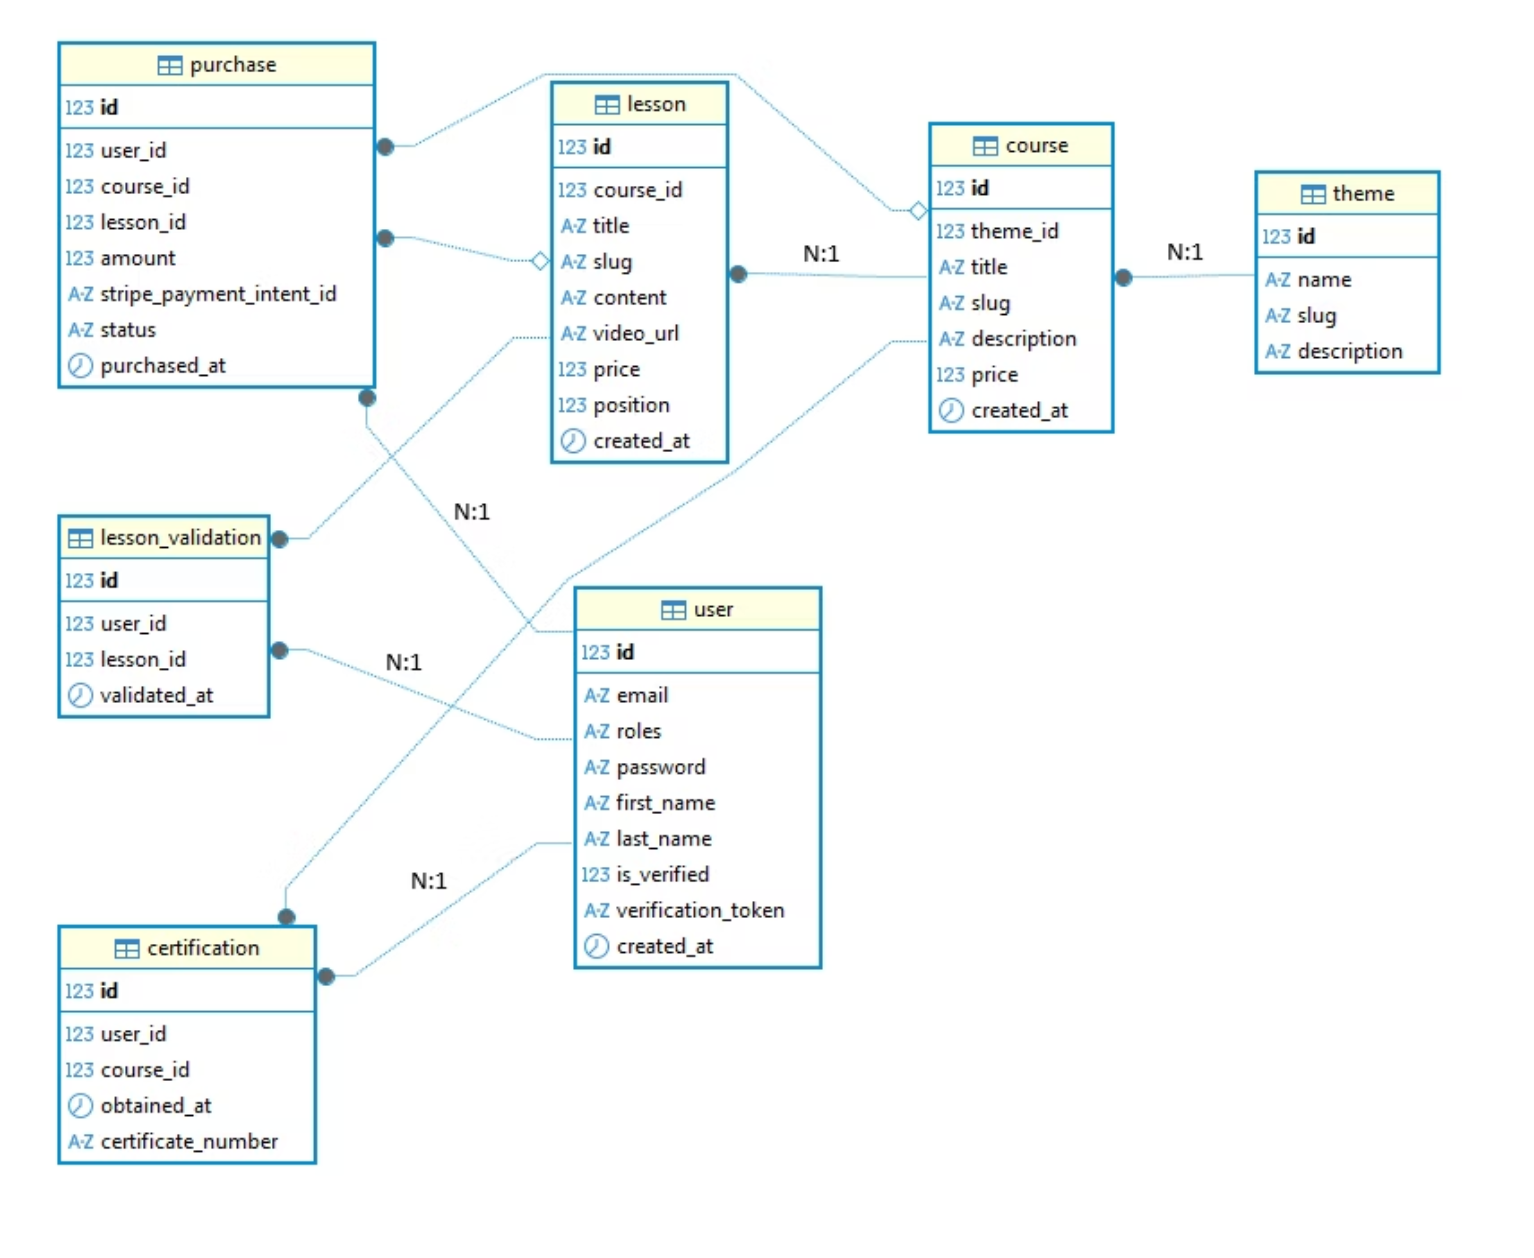 purchase
123 id
123 user_id
123 course_id
123 lesson_id
123 amount
A-Z stripe_payment_intent_id
A-Z status
purchased_at
lesson
123 id
123 course_id
A-Z title
A-Z slug
A-Z content
A-Z video_url
123 price
123 position
created_at
N:1
course
123 id
123 theme_id
A-Z title
A-Z slug
A-Z description
123 price
created_at
N:1
theme
123 id
A-Z name
A-Z slug
A-Z description
N:1
lesson_validation
123 id
123 user_id
123 lesson_id
validated_at
N:1
user
123 id
A-Z email
A-Z roles
A-Z password
A-Z first_name
A-Z last_name
123 is_verified
A-Z verification_token
created_at
N:1
certification
123 id
123 user_id
123 course_id
obtained_at
A-Z certificate_number